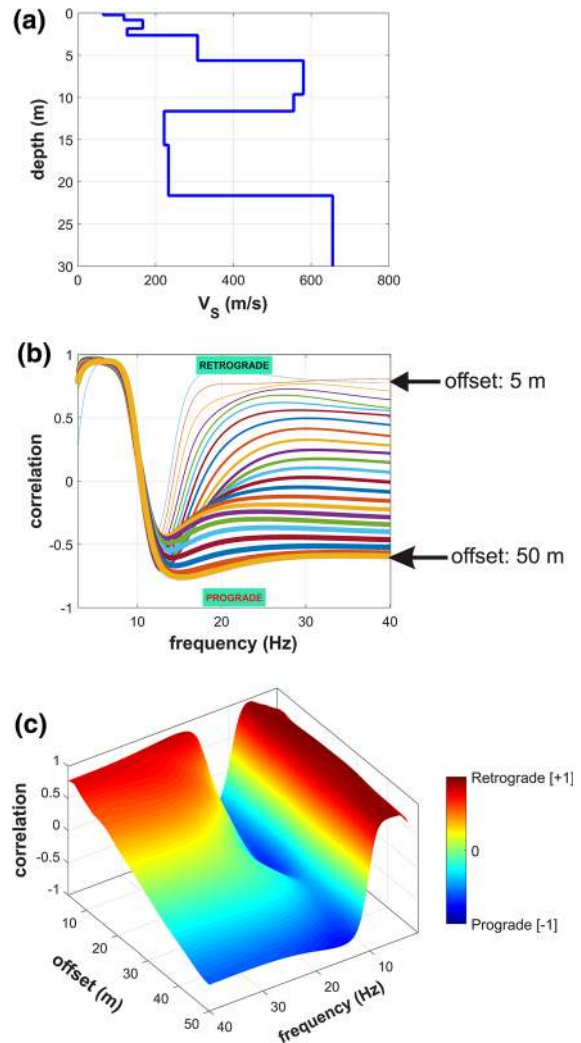 (a)
0
5
10
15
20
25
30
depth (m)
0 200 400 600 800
V_S (m/s)
(b)
1
0.5
0
-0.5
-1
correlation
RETROGRADE
offset: 5 m
offset: 50 m
PROGRADE
10 20 30 40
frequency (Hz)
(c)
1
0.5
0
-0.5
-1
correlation
10
20
30
40
50
offset (m)
40
30
20
10
frequency (Hz)
Retrograde [+1]
0
Prograde [-1]